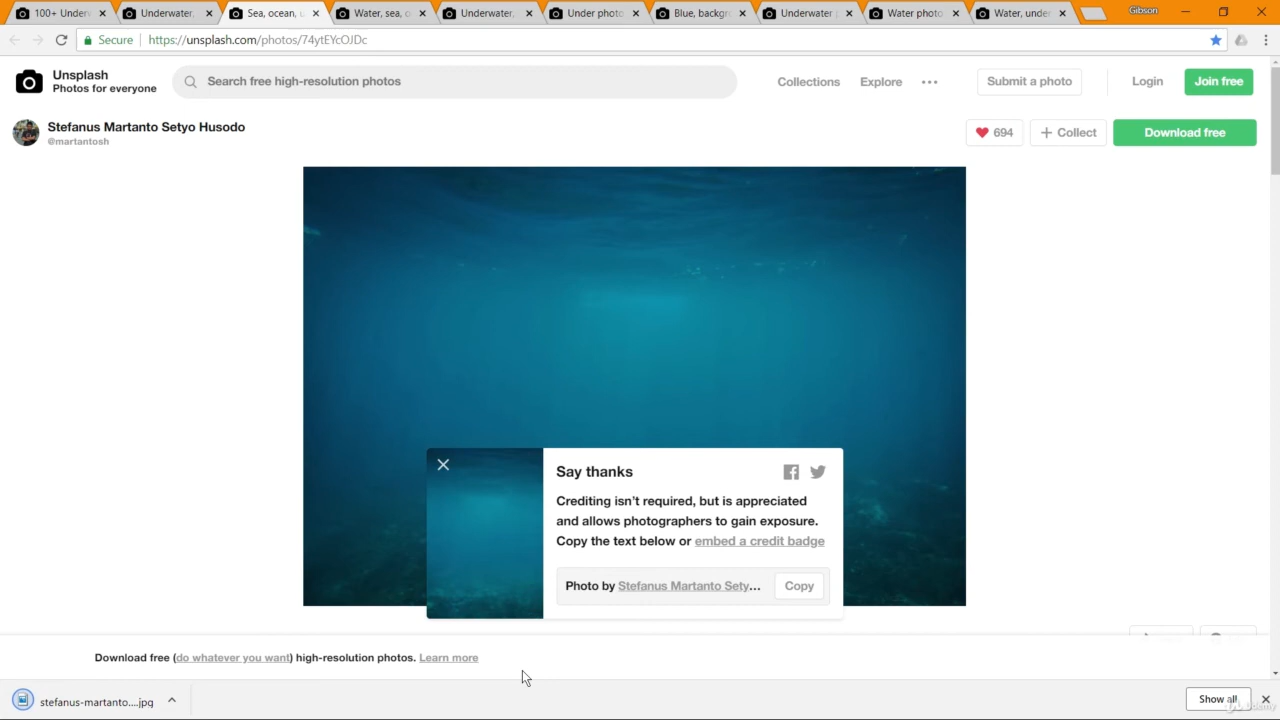 100+ Underw
Underwater,
Sea, ocean, u
Water, sea, o
Underwater,
Under photo
Blue, backgr
Underwater
Water photo
Water, under
Gibson
Secure
https://unsplash.com/photos/74ytEYcOJDc
Unsplash
Photos for everyone
Search free high-resolution photos
Collections
Explore
Submit a photo
Login
Join free
Stefanus Martanto Setyo Husodo
@martantosh
694
Collect
Download free
Say thanks
Crediting isn't required, but is appreciated
and allows photographers to gain exposure.
Copy the text below or embed a credit badge
Photo by Stefanus Martanto Sety...
Copy
Download free (do whatever you want) high-resolution photos. Learn more
stefanus-martanto....jpg
Show all